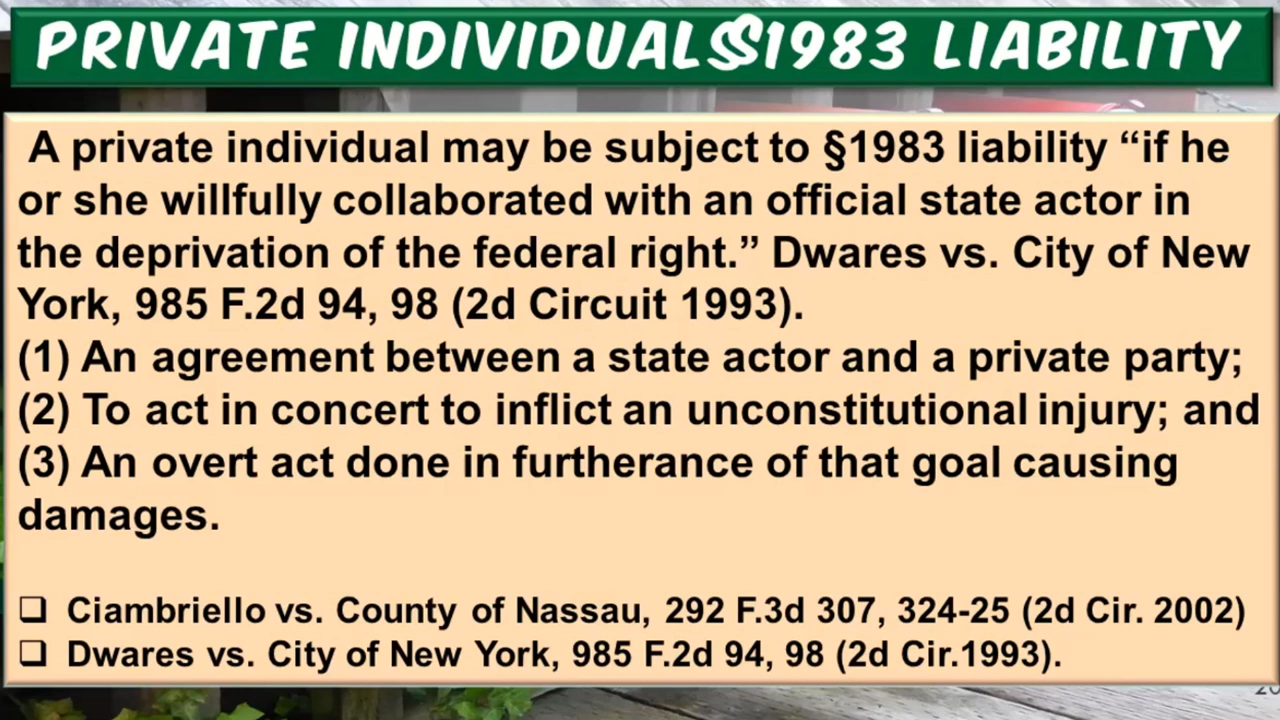 PRIVATE INDIVIDUALS§1983 LIABILITY
A private individual may be subject to §1983 liability “if he
or she willfully collaborated with an official state actor in
the deprivation of the federal right.” Dwares vs. City of New
York, 985 F.2d 94, 98 (2d Circuit 1993).
(1) An agreement between a state actor and a private party;
(2) To act in concert to inflict an unconstitutional injury; and
(3) An overt act done in furtherance of that goal causing
damages.
❑ Ciambriello vs. County of Nassau, 292 F.3d 307, 324-25 (2d Cir. 2002)
❑ Dwares vs. City of New York, 985 F.2d 94, 98 (2d Cir.1993).